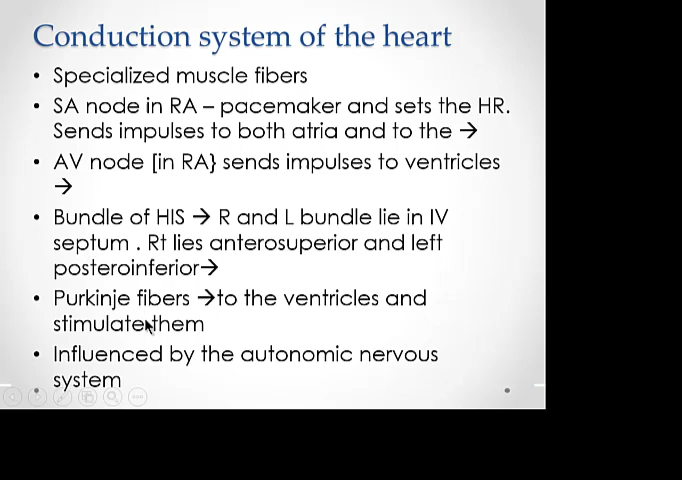 Conduction system of the heart
• Specialized muscle fibers
• SA node in RA – pacemaker and sets the HR.
Sends impulses to both atria and to the →
• AV node [in RA} sends impulses to ventricles
→
• Bundle of HIS → R and L bundle lie in IV
septum . Rt lies anterosuperior and left
posteroinferior→
• Purkinje fibers →to the ventricles and
stimulate them
• Influenced by the autonomic nervous
system